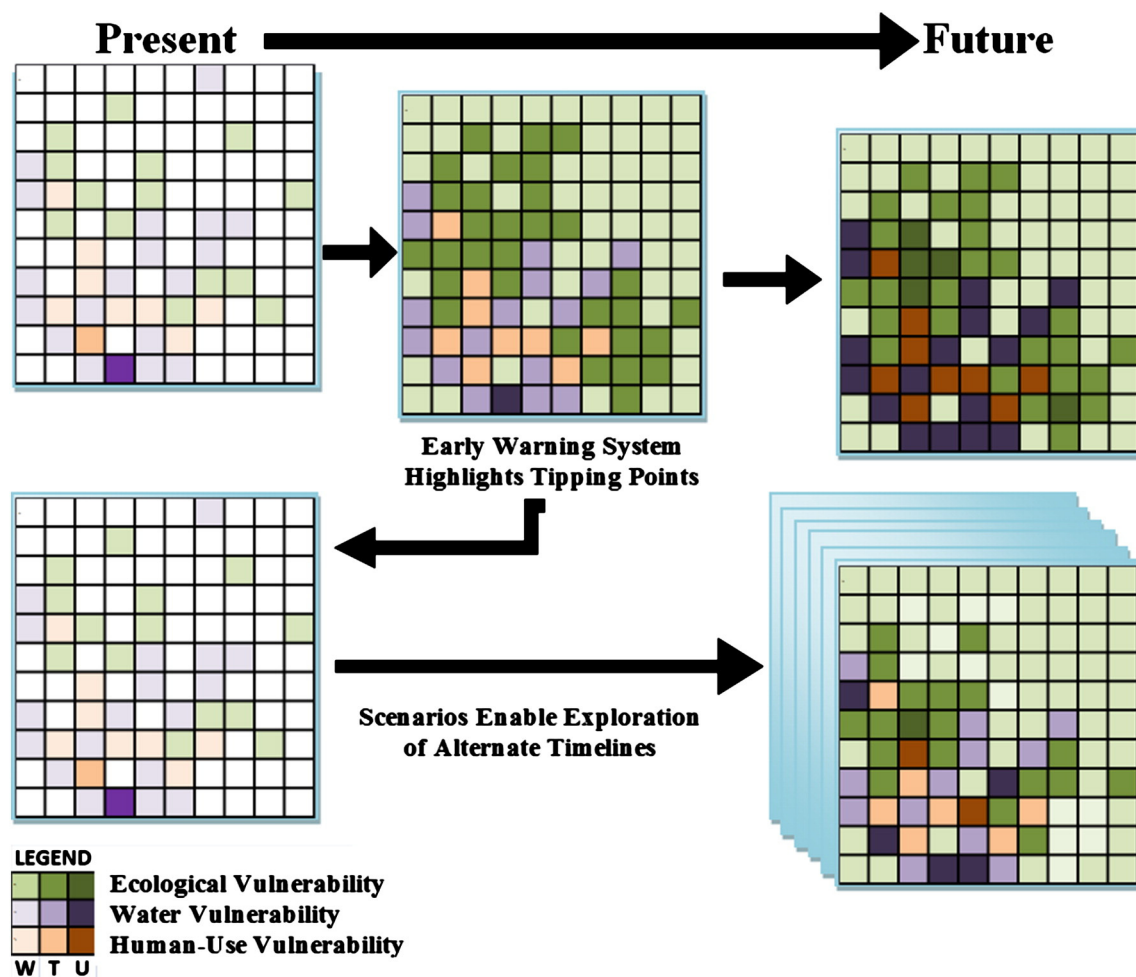 Present
Future
Early Warning System
Highlights Tipping Points
Scenarios Enable Exploration
of Alternate Timelines
LEGEND
Ecological Vulnerability
Water Vulnerability
Human-Use Vulnerability
W T U